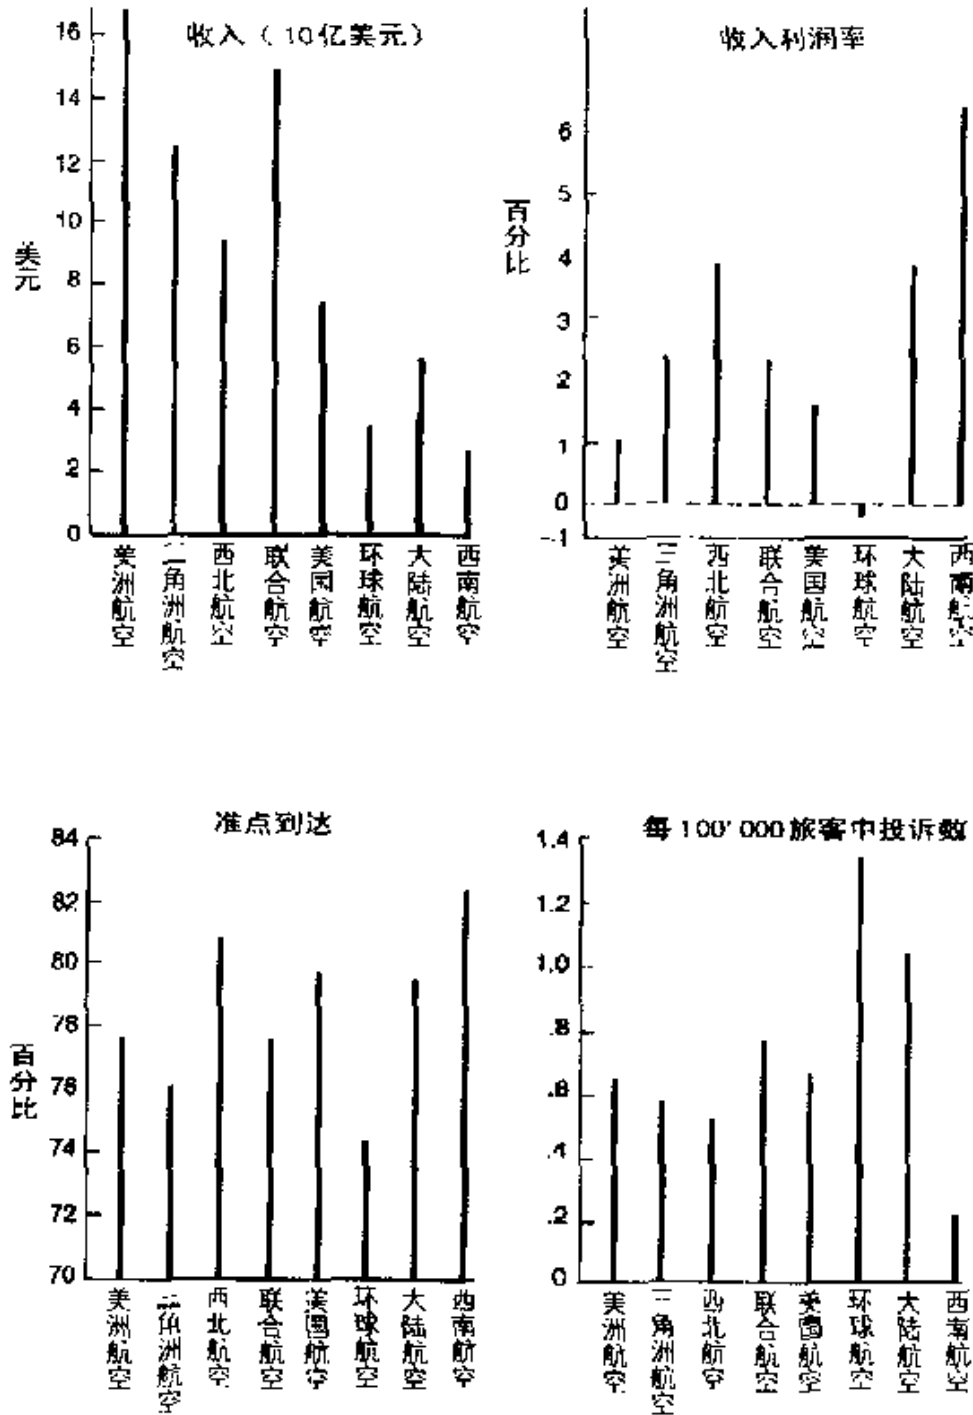 收入（10亿美元）
16
14
12
10
8
6
4
2
0
美元
美洲航空
三角洲航空
西北航空
联合航空
美国航空
环球航空
大陆航空
西南航空
收入利润率
6
5
4
3
2
1
0
-1
百分比
美洲航空
三角洲航空
西北航空
联合航空
美国航空
环球航空
大陆航空
西南航空
准点到达
84
82
80
78
76
74
72
70
百分比
美洲航空
三角洲航空
西北航空
联合航空
美国航空
环球航空
大陆航空
西南航空
每100'000旅客中投诉数
1.4
1.2
1.0
.8
.6
.4
.2
0
美洲航空
三角洲航空
西北航空
联合航空
美国航空
环球航空
大陆航空
西南航空